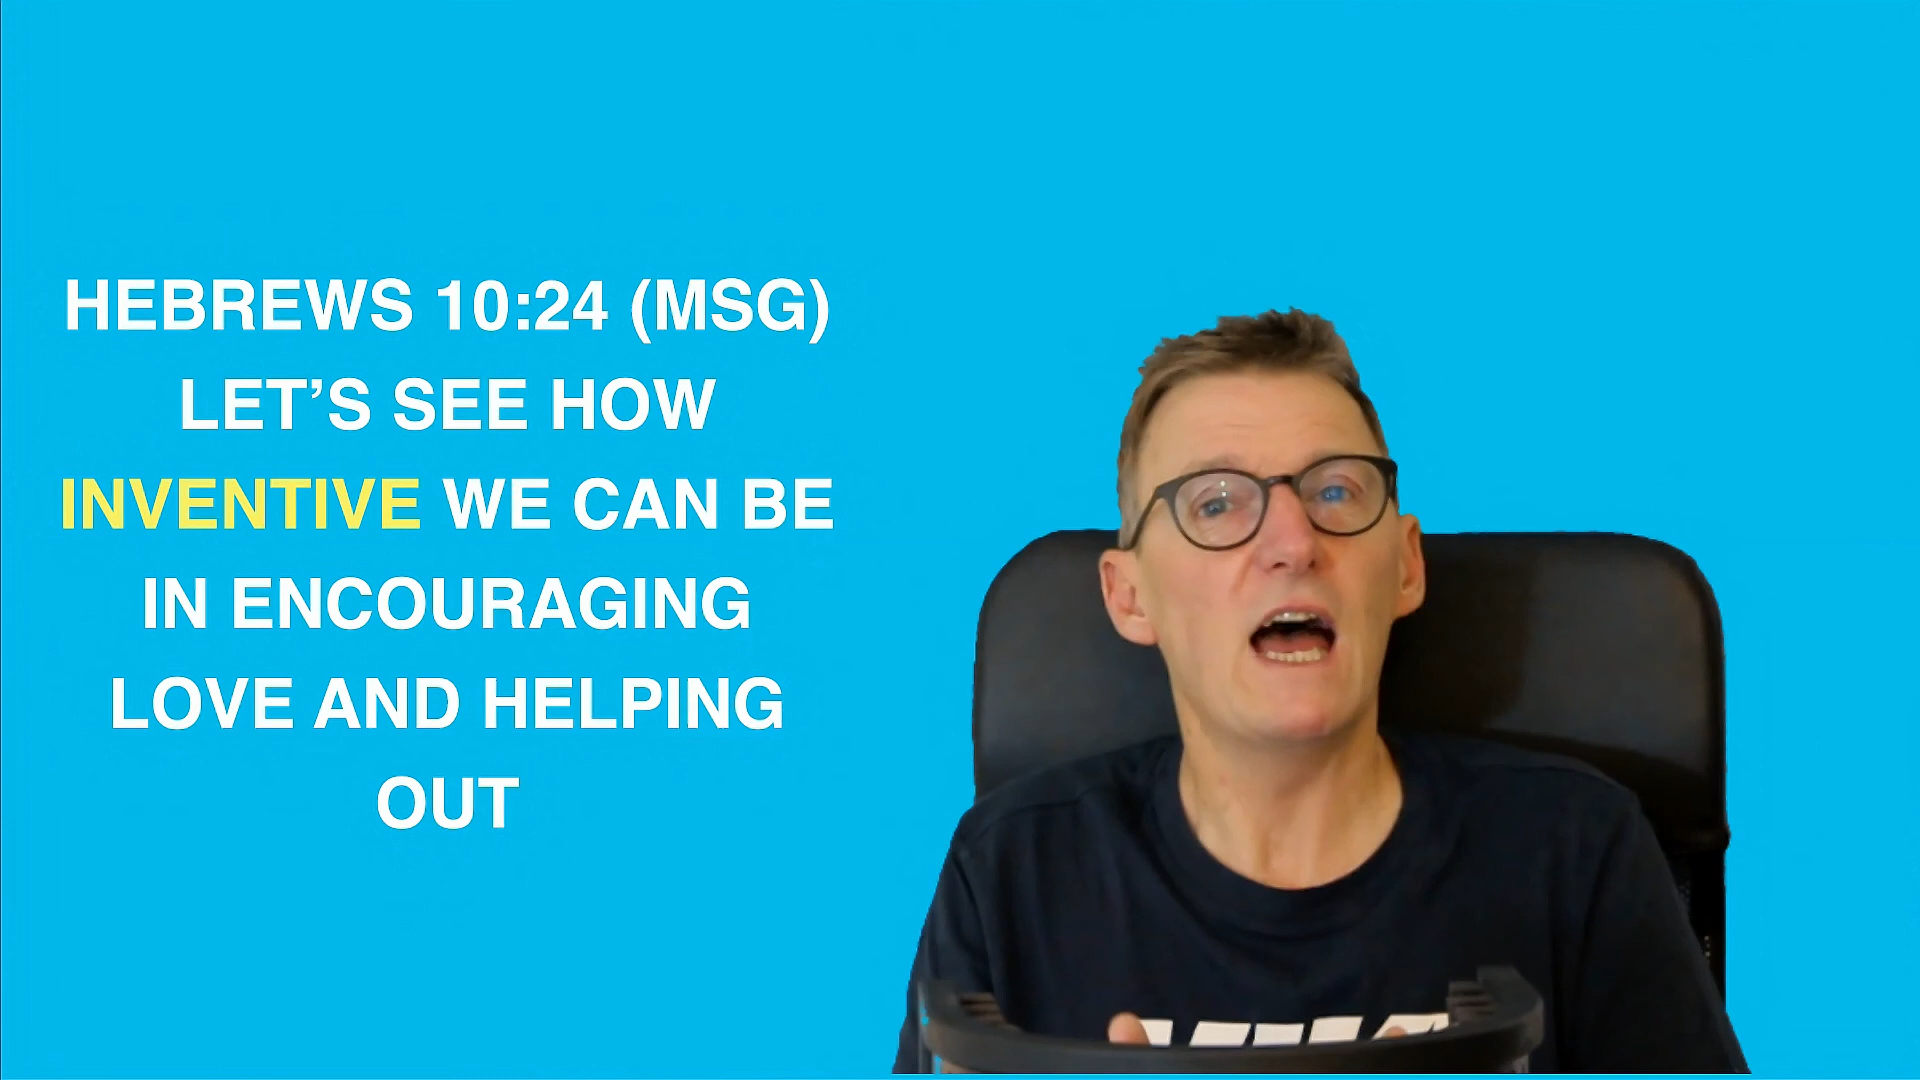 HEBREWS 10:24 (MSG)
LET’S SEE HOW
INVENTIVE WE CAN BE
IN ENCOURAGING
LOVE AND HELPING
OUT